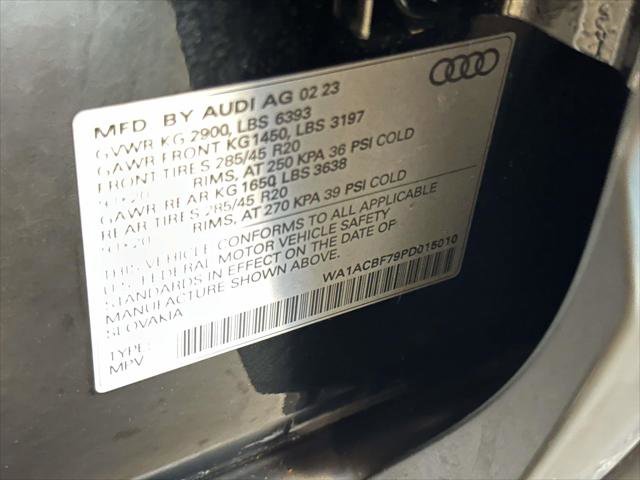 MFD BY AUDI AG 02 23
GVWR KG 2900, LBS 6393
GAWR FRONT KG1450, LBS 3197
FRONT TIRES 285/45 R20
RIMS, AT 250 KPA 36 PSI COLD
GAWR REAR KG 1650, LBS 3638
REAR TIRES 285/45 R20
RIMS, AT 270 KPA 39 PSI COLD
THIS VEHICLE CONFORMS TO ALL APPLICABLE
U.S. FEDERAL MOTOR VEHICLE SAFETY
STANDARDS IN EFFECT ON THE DATE OF
MANUFACTURE SHOWN ABOVE.
SLOVAKIA
WA1ACBF79PD015010
TYPE:
MPV